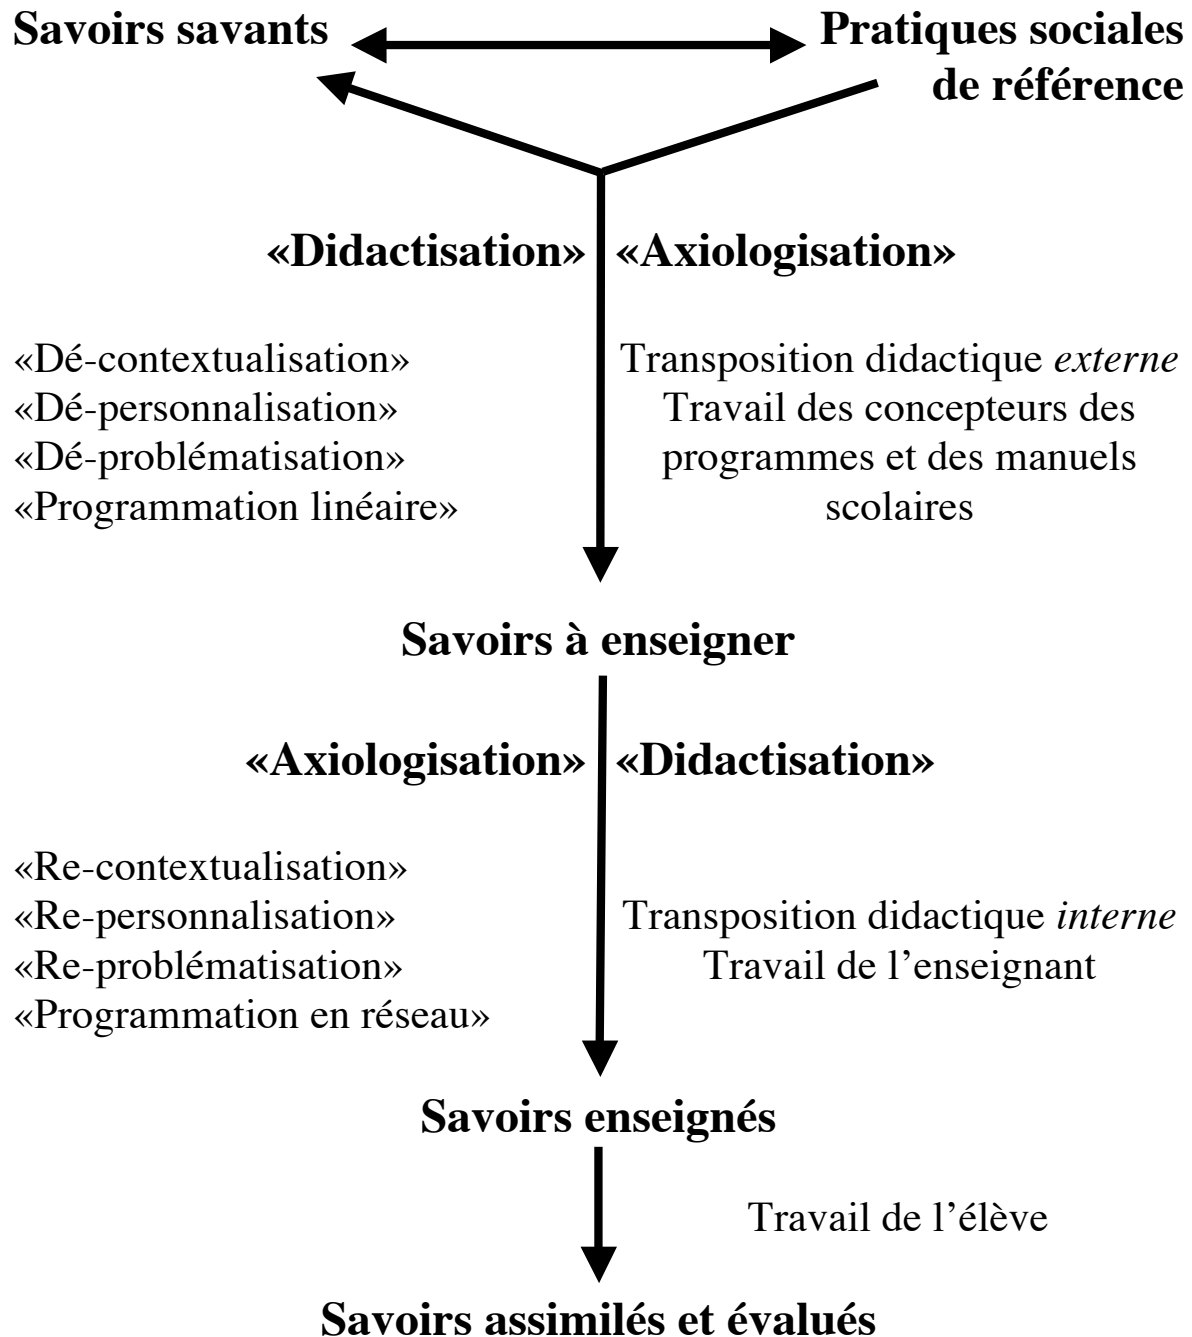 Savoirs savants
Pratiques sociales
de référence
«Didactisation» «Axiologisation»
«Dé-contextualisation»
«Dé-personnalisation»
«Dé-problématisation»
«Programmation linéaire»
Transposition didactique externe
Travail des concepteurs des
programmes et des manuels
scolaires
Savoirs à enseigner
«Axiologisation» «Didactisation»
«Re-contextualisation»
«Re-personnalisation»
«Re-problématisation»
«Programmation en réseau»
Transposition didactique interne
Travail de l’enseignant
Savoirs enseignés
Travail de l’élève
Savoirs assimilés et évalués